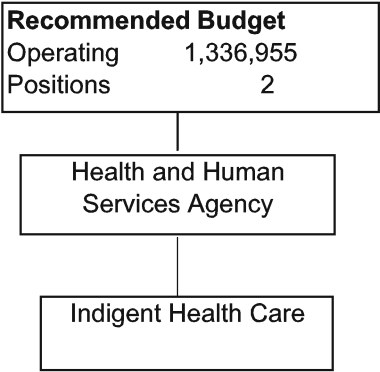 Recommended Budget
Operating 1,336,955
Positions 2
Health and Human
Services Agency
Indigent Health Care